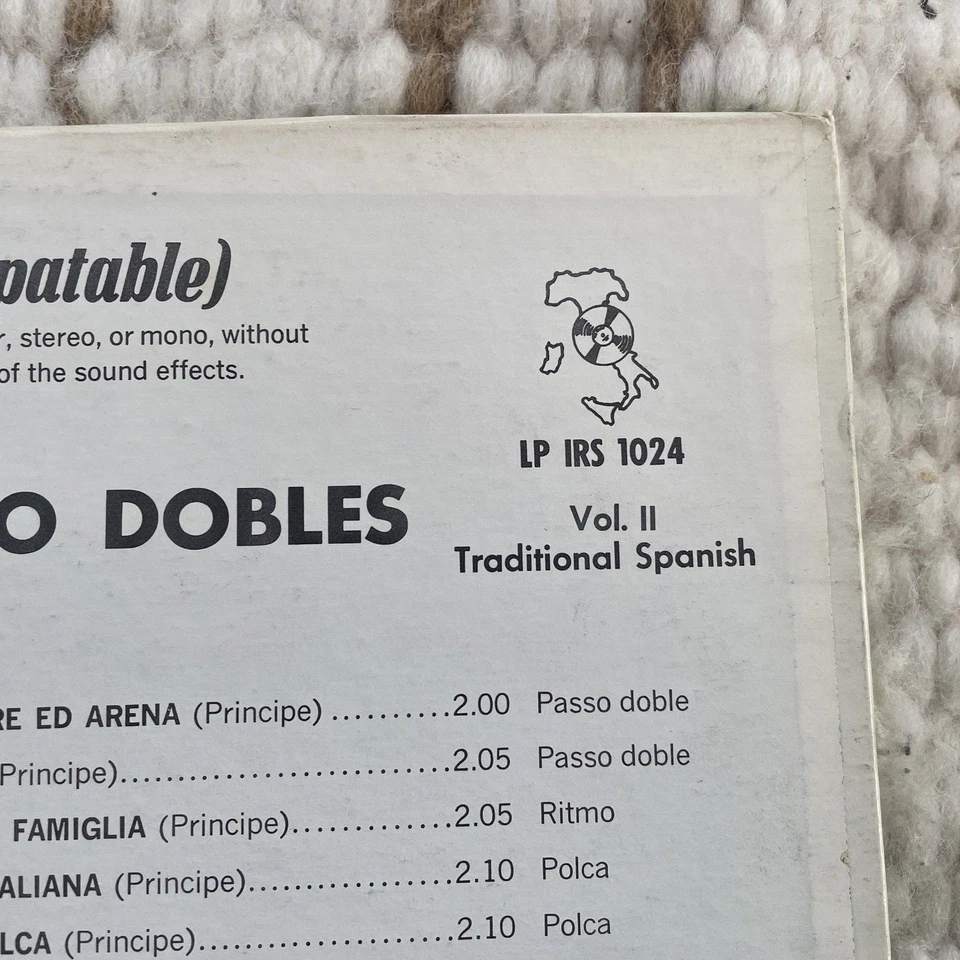 patable)
r, stereo, or mono, without
of the sound effects.
LP IRS 1024
O DOBLES
Vol. II
Traditional Spanish
RE ED ARENA (Principe) ..........2.00 Passo doble
Principe)............................2.05 Passo doble
FAMIGLIA (Principe)..............2.05 Ritmo
ALIANA (Principe)..................2.10 Polca
LCA (Principe)......................2.10 Polca